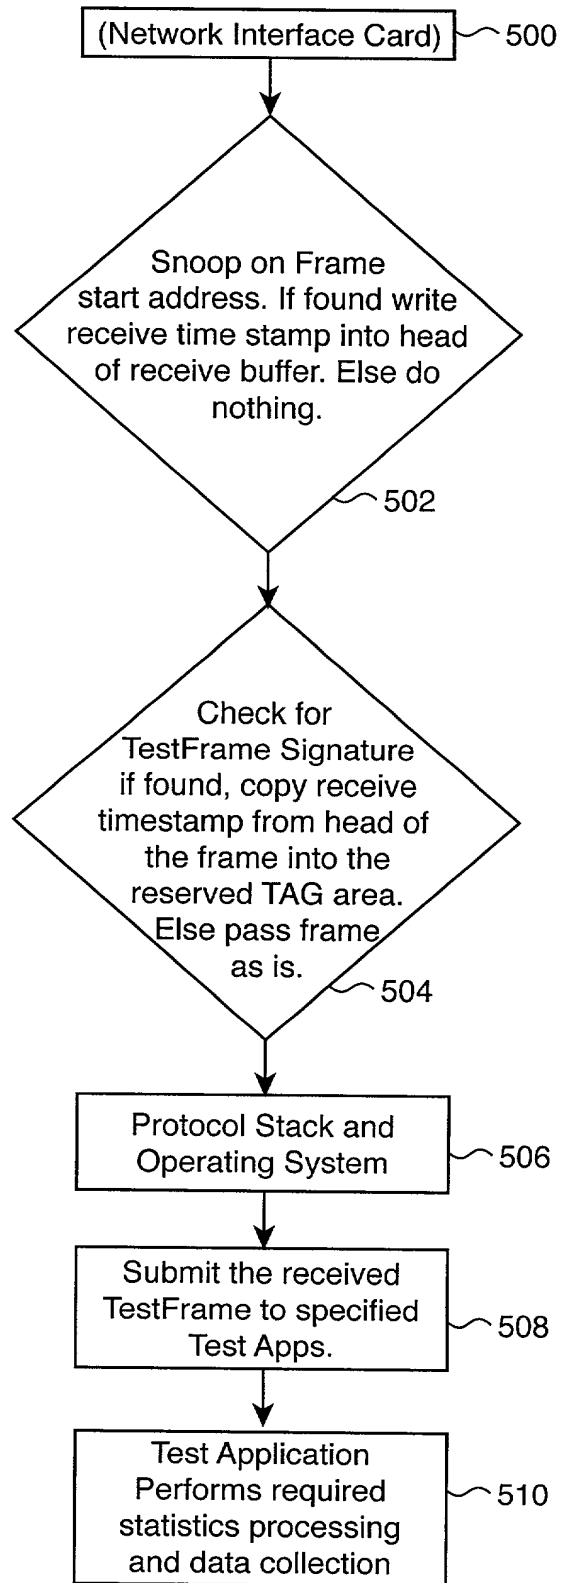 (Network Interface Card)
500
Snoop on Frame
start address. If found write
receive time stamp into head
of receive buffer. Else do
nothing.
502
Check for
TestFrame Signature
if found, copy receive
timestamp from head of
the frame into the
reserved TAG area.
Else pass frame
as is.
504
Protocol Stack and
Operating System
506
Submit the received
TestFrame to specified
Test Apps.
508
Test Application
Performs required
statistics processing
and data collection
510